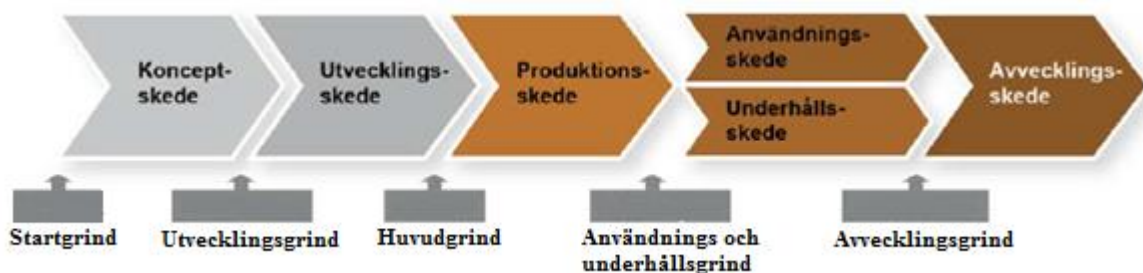 Koncept-
skede
Utvecklings-
skede
Produktions-
skede
Användnings-
skede
Underhålls-
skede
Avvecklings-
skede
Startgrind
Utvecklingsgrind
Huvudgrind
Användnings och
underhållsgrind
Avvecklingsgrind